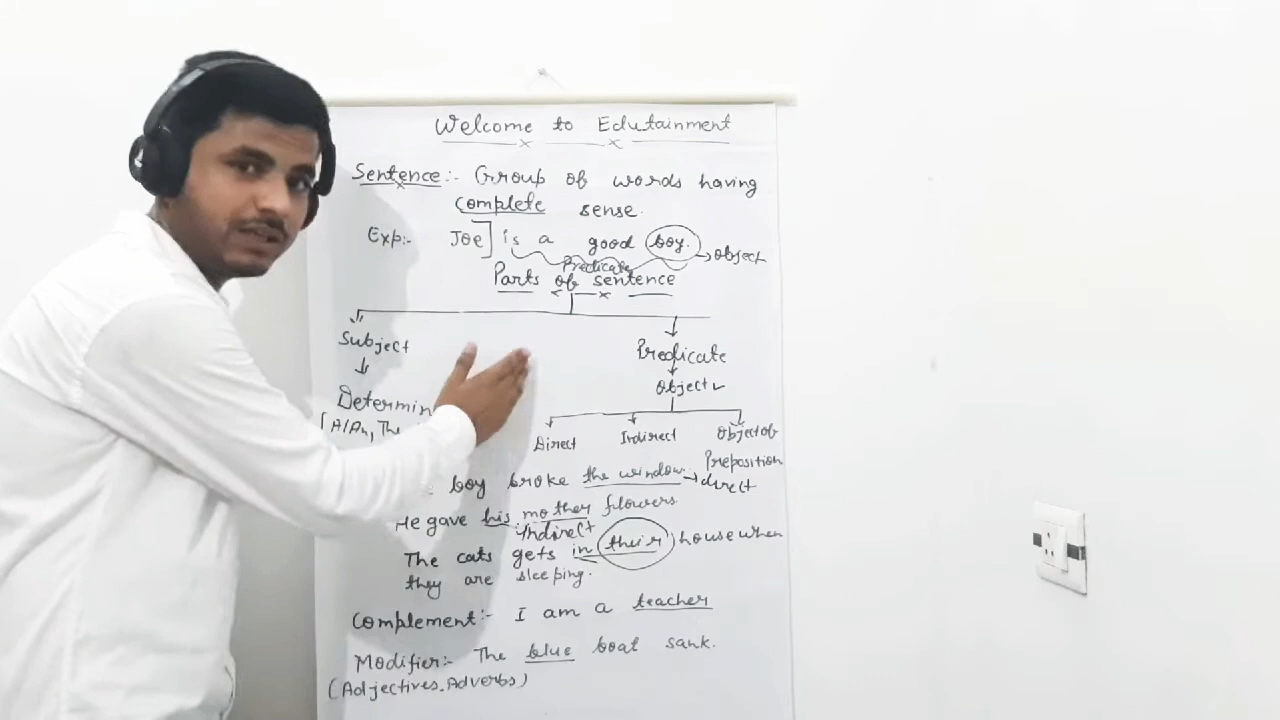 Welcome to Edutainment
Sentence:- Group of words having
complete sense.
Exp:- Joe] is a good boy. → object
Predicate
Parts of sentence
Subject
Predicate
Object
Determin
[A/An, The
Direct Indirect Object of
Preposition
boy broke the window → direct
He gave his mother flowers
Indirect
The cats gets in their house when
they are sleeping.
Complement:- I am a teacher
Modifier:- The blue boat sank.
(Adjectives, Adverbs)